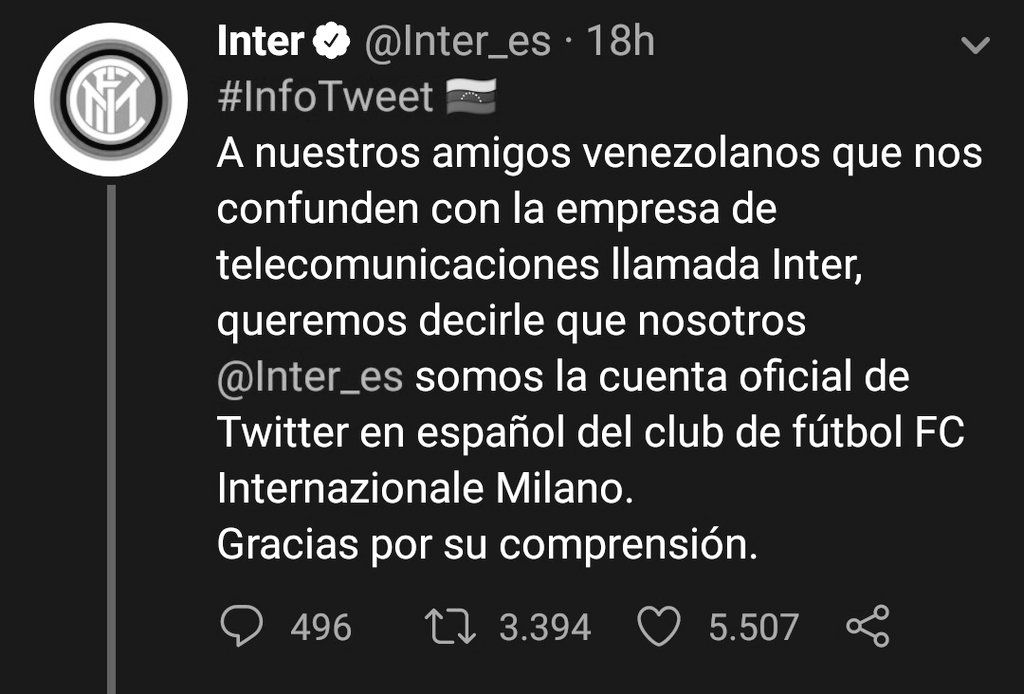 Inter @Inter_es · 18h
#InfoTweet 🇻🇪
A nuestros amigos venezolanos que nos
confunden con la empresa de
telecomunicaciones llamada Inter,
queremos decirle que nosotros
@Inter_es somos la cuenta oficial de
Twitter en español del club de fútbol FC
Internazionale Milano.
Gracias por su comprensión.
496 3.394 5.507